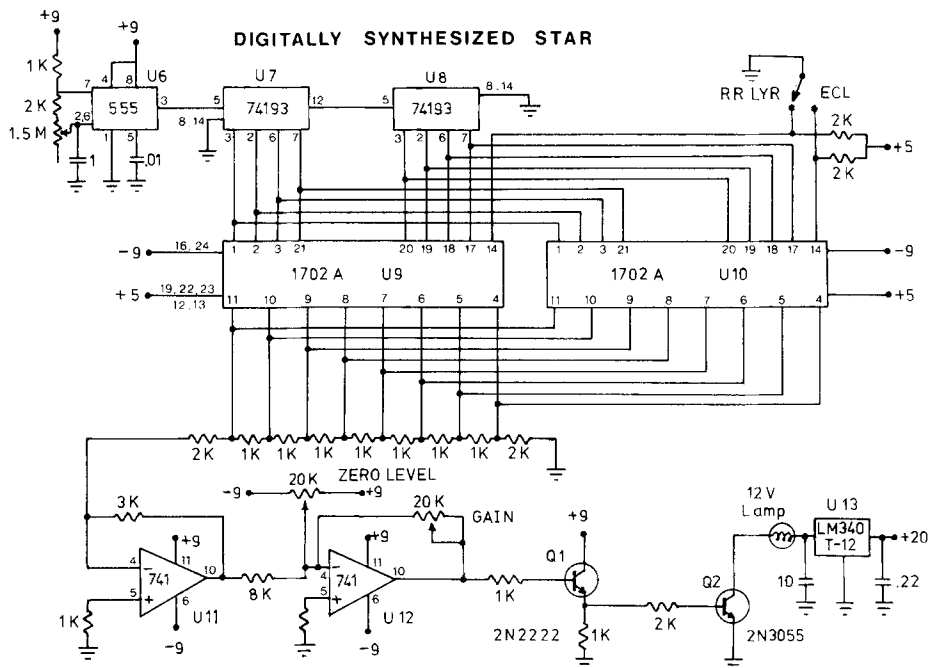 DIGITALLY SYNTHESIZED STAR
+9
+9
1K
7
4
8
U6
555
3
2K
2,6
1.5M
1
5
1
.01
U7
5
74193
12
8.14
3 2 6 7
U8
5
74193
8.14
3 2 6 7
RR LYR
ECL
2K
+5
2K
-9
16, 24
+5
19, 22, 23
12, 13
1 2 3 21 20 19 18 17 14
1702 A U9
11 10 9 8 7 6 5 4
1 2 3 21 20 19 18 17 14
1702 A U10
11 10 9 8 7 6 5 4
-9
+5
2K 1K 1K 1K 1K 1K 1K 1K 2K
ZERO LEVEL
-9
20K
+9
3K
20K
GAIN
4
-
741
5
+
+9
11
10
6
U11
-9
1K
8K
4
-
741
5
+
+9
11
10
6
U12
-9
1K
+9
Q1
2N2222
1K
2K
Q2
2N3055
12V
Lamp
U13
LM340
T-12
+20
10
.22